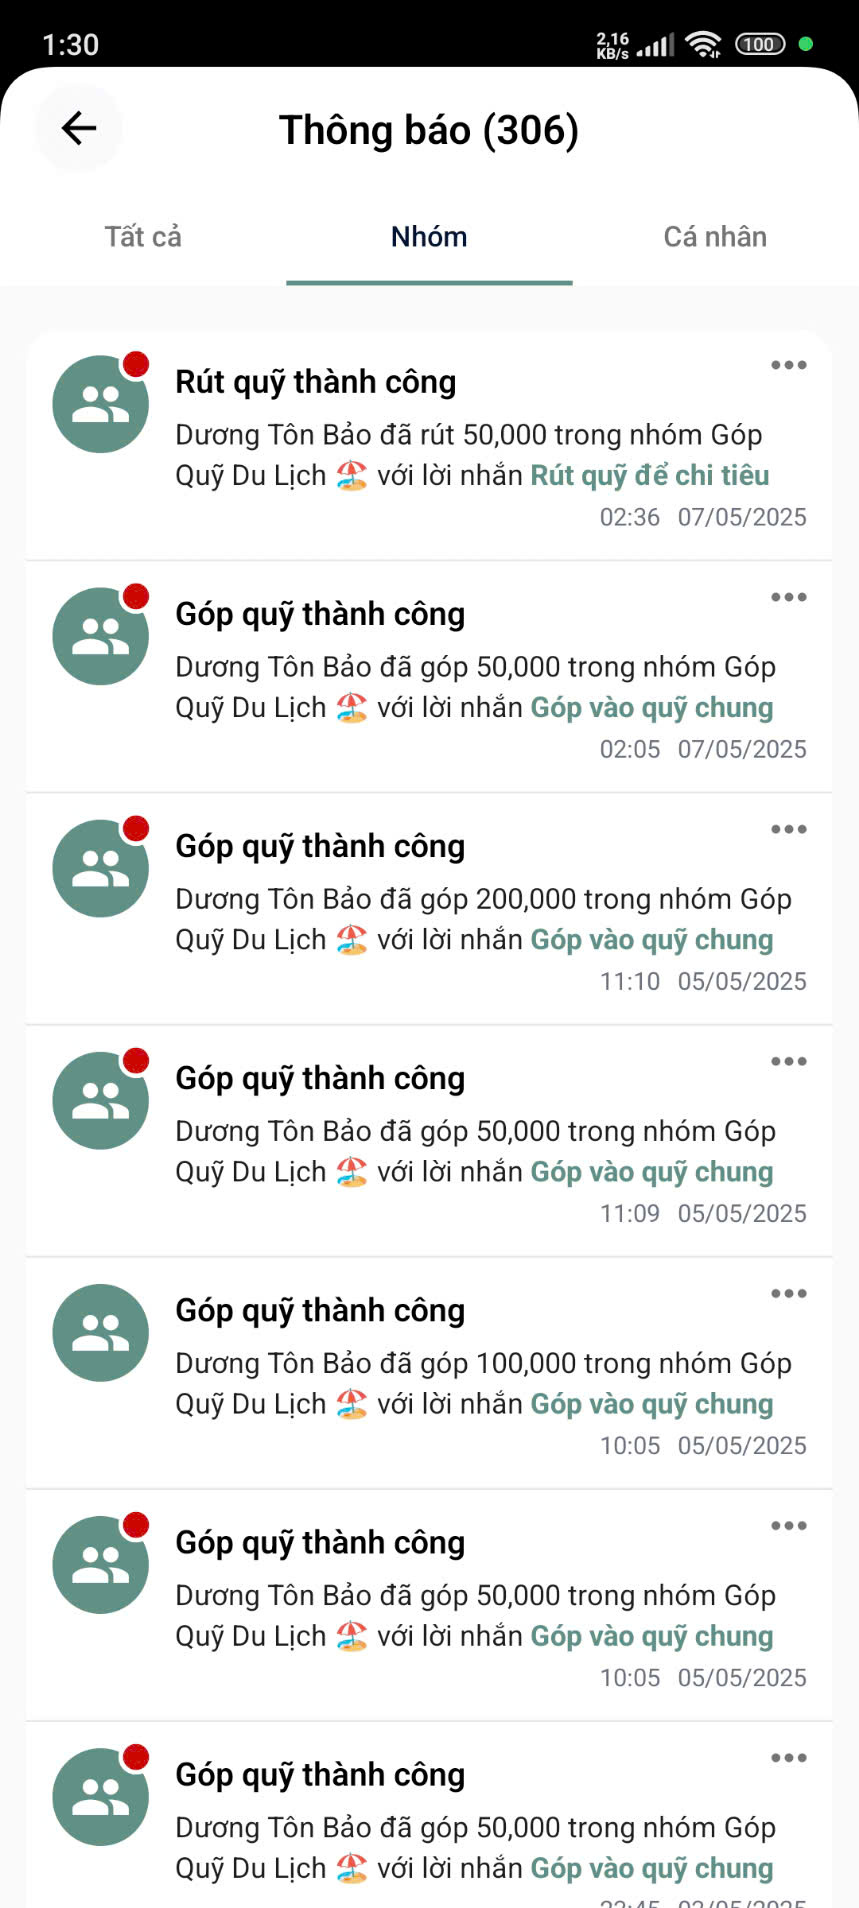 1:30
2,16
KB/s
100
Thông báo (306)
Tất cả
Nhóm
Cá nhân
Rút quỹ thành công
Dương Tôn Bảo đã rút 50,000 trong nhóm Góp
Quỹ Du Lịch 🏖️ với lời nhắn Rút quỹ để chi tiêu
02:36 07/05/2025
Góp quỹ thành công
Dương Tôn Bảo đã góp 50,000 trong nhóm Góp
Quỹ Du Lịch 🏖️ với lời nhắn Góp vào quỹ chung
02:05 07/05/2025
Góp quỹ thành công
Dương Tôn Bảo đã góp 200,000 trong nhóm Góp
Quỹ Du Lịch 🏖️ với lời nhắn Góp vào quỹ chung
11:10 05/05/2025
Góp quỹ thành công
Dương Tôn Bảo đã góp 50,000 trong nhóm Góp
Quỹ Du Lịch 🏖️ với lời nhắn Góp vào quỹ chung
11:09 05/05/2025
Góp quỹ thành công
Dương Tôn Bảo đã góp 100,000 trong nhóm Góp
Quỹ Du Lịch 🏖️ với lời nhắn Góp vào quỹ chung
10:05 05/05/2025
Góp quỹ thành công
Dương Tôn Bảo đã góp 50,000 trong nhóm Góp
Quỹ Du Lịch 🏖️ với lời nhắn Góp vào quỹ chung
10:05 05/05/2025
Góp quỹ thành công
Dương Tôn Bảo đã góp 50,000 trong nhóm Góp
Quỹ Du Lịch 🏖️ với lời nhắn Góp vào quỹ chung